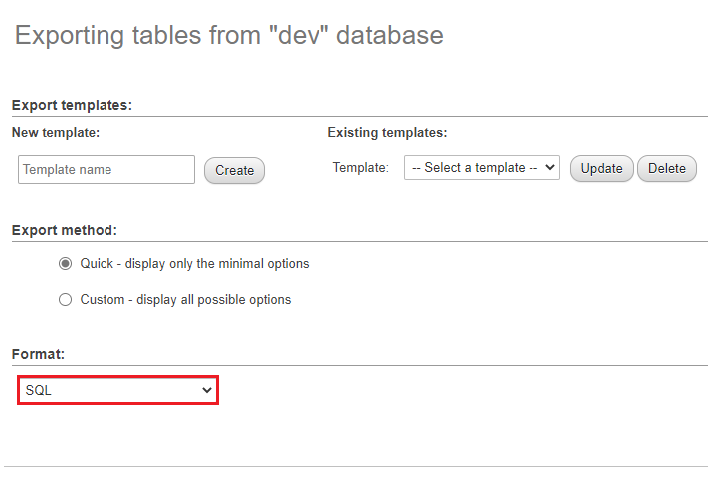 Exporting tables from "dev" database
Export templates:
New template:
Existing templates:
Template name
Create
Template:
-- Select a template --
Update
Delete
Export method:
Quick - display only the minimal options
Custom - display all possible options
Format:
SQL